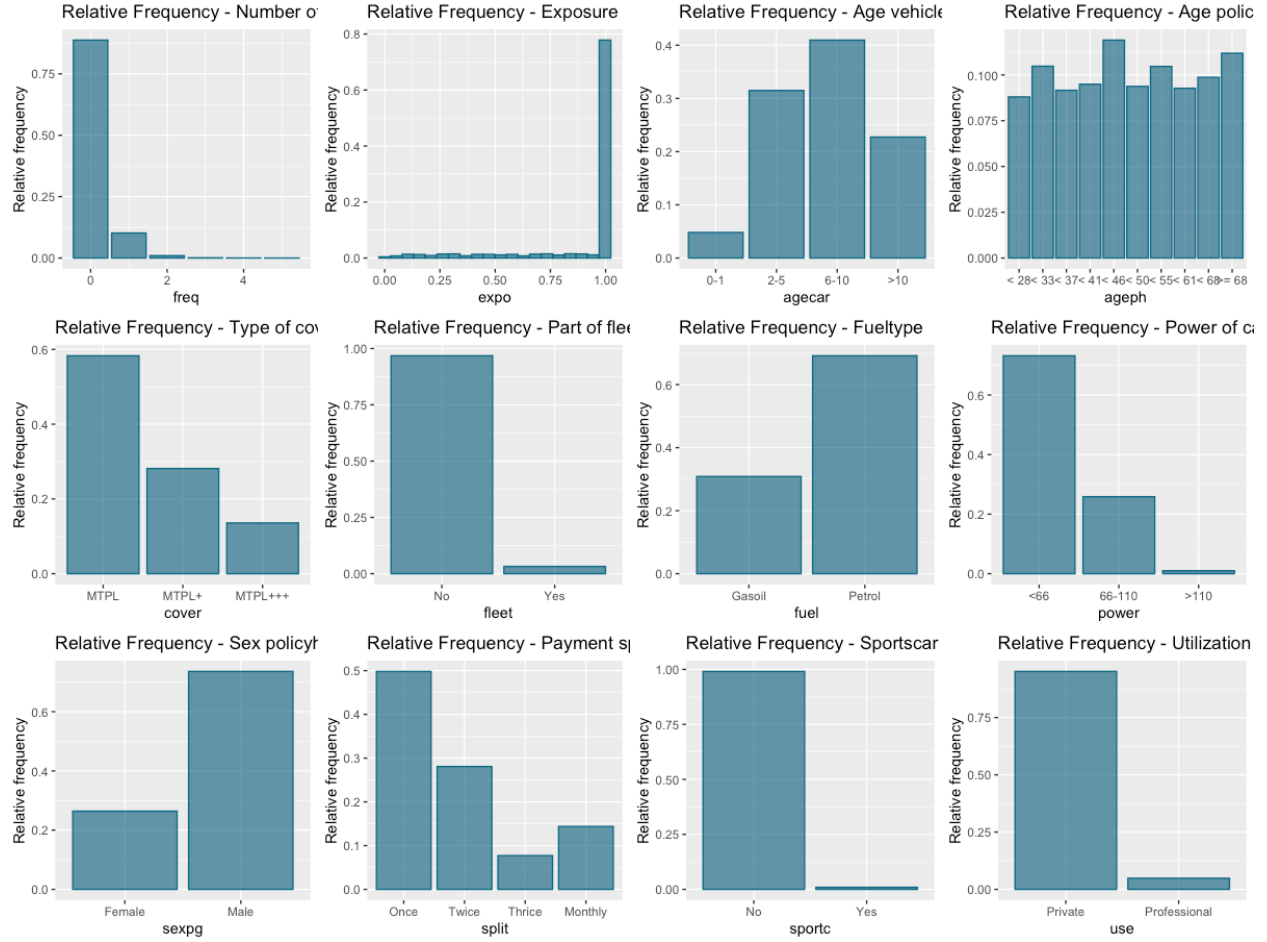 Relative Frequency - Number of
Relative frequency
0.75
0.50
0.25
0.00
0 2 4
freq
Relative Frequency - Exposure
Relative frequency
0.8
0.6
0.4
0.2
0.0
0.00 0.25 0.50 0.75 1.00
expo
Relative Frequency - Age vehicle
Relative frequency
0.4
0.3
0.2
0.1
0.0
0-1 2-5 6-10 >10
agecar
Relative Frequency - Age polic
Relative frequency
0.100
0.075
0.050
0.025
0.000
< 28 < 33 < 37 < 41 < 46 < 50 < 55 < 61 < 68 >= 68
ageph
Relative Frequency - Type of cov
Relative frequency
0.6
0.4
0.2
0.0
MTPL MTPL+ MTPL+++
cover
Relative Frequency - Part of flee
Relative frequency
1.00
0.75
0.50
0.25
0.00
No Yes
fleet
Relative Frequency - Fueltype
Relative frequency
0.6
0.4
0.2
0.0
Gasoil Petrol
fuel
Relative Frequency - Power of ca
Relative frequency
0.6
0.4
0.2
0.0
<66 66-110 >110
power
Relative Frequency - Sex policyh
Relative frequency
0.6
0.4
0.2
0.0
Female Male
sexpg
Relative Frequency - Payment sp
Relative frequency
0.5
0.4
0.3
0.2
0.1
0.0
Once Twice Thrice Monthly
split
Relative Frequency - Sportscar
Relative frequency
1.00
0.75
0.50
0.25
0.00
No Yes
sportc
Relative Frequency - Utilization
Relative frequency
0.75
0.50
0.25
0.00
Private Professional
use